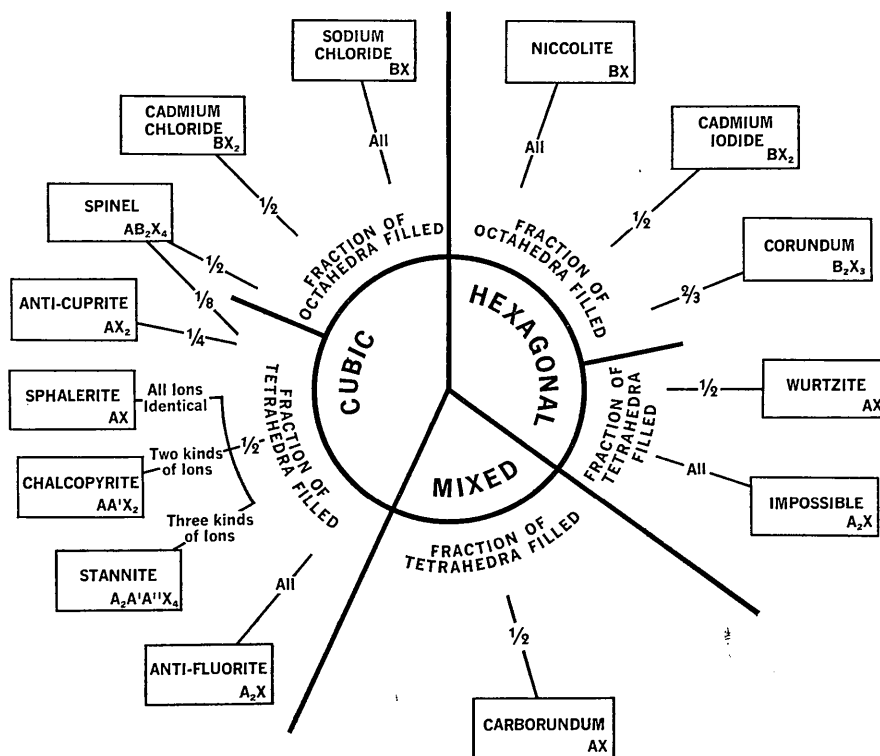 SODIUM
CHLORIDE
BX
All
NICCOLITE
BX
All
CADMIUM
CHLORIDE
BX₂
1/2
CADMIUM
IODIDE
BX₂
1/2
SPINEL
AB₂X₄
1/2
1/8
CORUNDUM
B₂X₃
2/3
ANTI-CUPRITE
AX₂
1/4
FRACTION OF
OCTAHEDRA FILLED
FRACTION OF
OCTAHEDRA FILLED
CUBIC
HEXAGONAL
MIXED
SPHALERITE
AX
All Ions
Identical
CHALCOPYRITE
AA'X₂
Two kinds
of Ions
1/2
STANNITE
A₂A'A''X₄
Three kinds
of Ions
FRACTION OF
TETRAHEDRA FILLED
All
ANTI-FLUORITE
A₂X
FRACTION OF
TETRAHEDRA
FILLED
1/2
WURTZITE
AX
All
IMPOSSIBLE
A₂X
FRACTION OF
TETRAHEDRA FILLED
1/2
CARBORUNDUM
AX